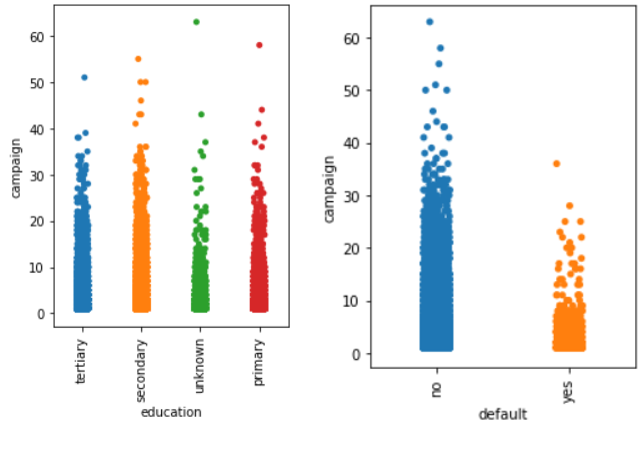 60
50
40
30
20
10
0
campaign
tertiary
secondary
unknown
primary
education
60
50
40
30
20
10
0
campaign
no
yes
default